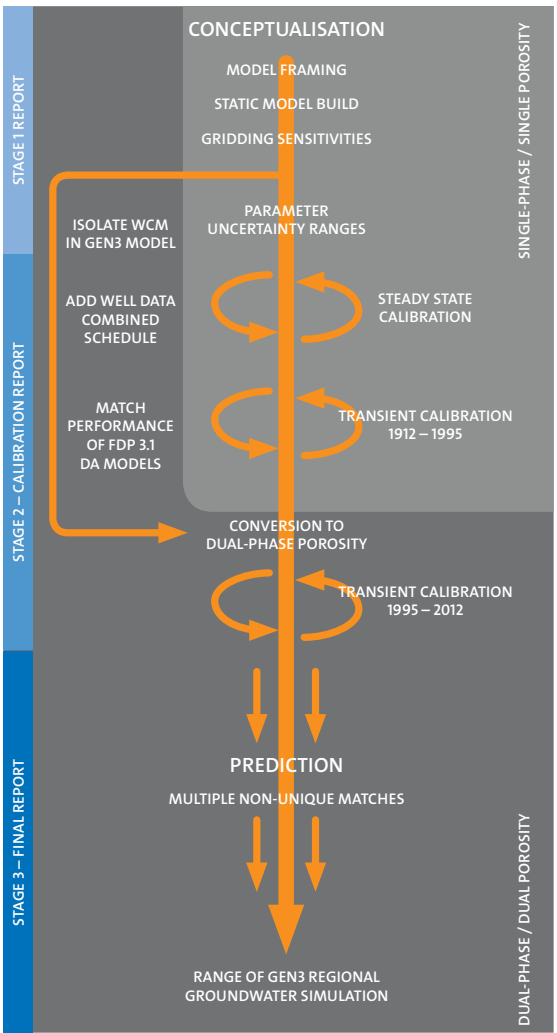 CONCEPTUALISATION
MODEL FRAMING
STATIC MODEL BUILD
GRIDDING SENSITIVITIES
STAGE 1 REPORT
SINGLE-PHASE / SINGLE POROSITY
ISOLATE WCM
IN GEN3 MODEL
PARAMETER
UNCERTAINTY RANGES
ADD WELL DATA
COMBINED
SCHEDULE
STEADY STATE
CALIBRATION
STAGE 2 – CALIBRATION REPORT
MATCH
PERFORMANCE
OF FDP 3.1
DA MODELS
TRANSIENT CALIBRATION
1912 – 1995
CONVERSION TO
DUAL-PHASE POROSITY
TRANSIENT CALIBRATION
1995 – 2012
STAGE 3 – FINAL REPORT
PREDICTION
MULTIPLE NON-UNIQUE MATCHES
DUAL-PHASE / DUAL POROSITY
RANGE OF GEN3 REGIONAL
GROUNDWATER SIMULATION